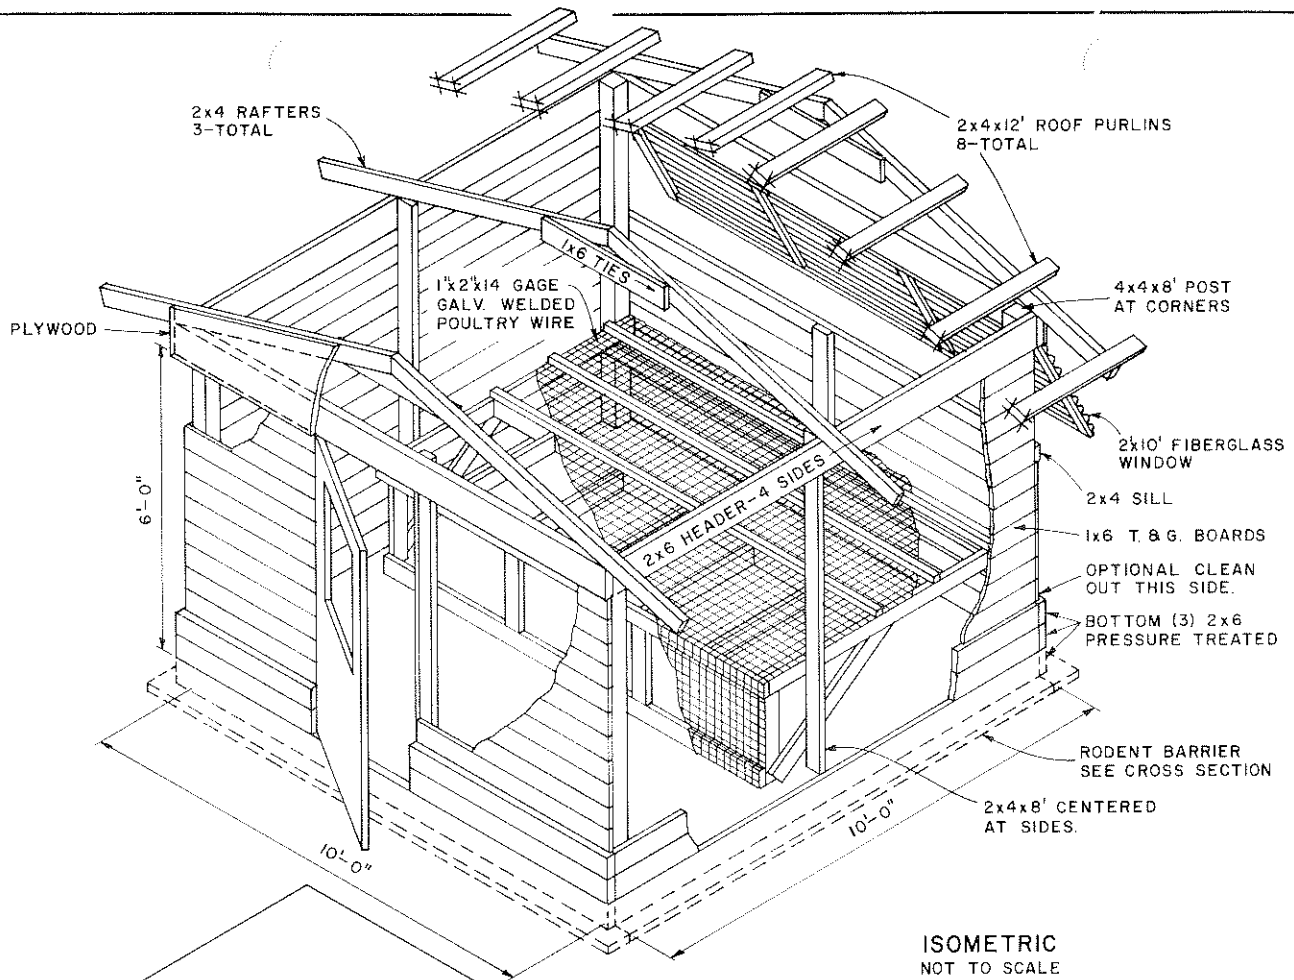 2x4 RAFTERS
3-TOTAL
2x4x12' ROOF PURLINS
8-TOTAL
1x6 TIES
1"x2"x14 GAGE
GALV. WELDED
POULTRY WIRE
4x4x8' POST
AT CORNERS
PLYWOOD
6'-0"
2'x10' FIBERGLASS
WINDOW
2x4 SILL
2x6 HEADER-4 SIDES
1x6 T. & G. BOARDS
OPTIONAL CLEAN
OUT THIS SIDE.
BOTTOM (3) 2x6
PRESSURE TREATED
RODENT BARRIER
SEE CROSS SECTION
2x4x8' CENTERED
AT SIDES.
10'-0"
10'-0"
ISOMETRIC
NOT TO SCALE